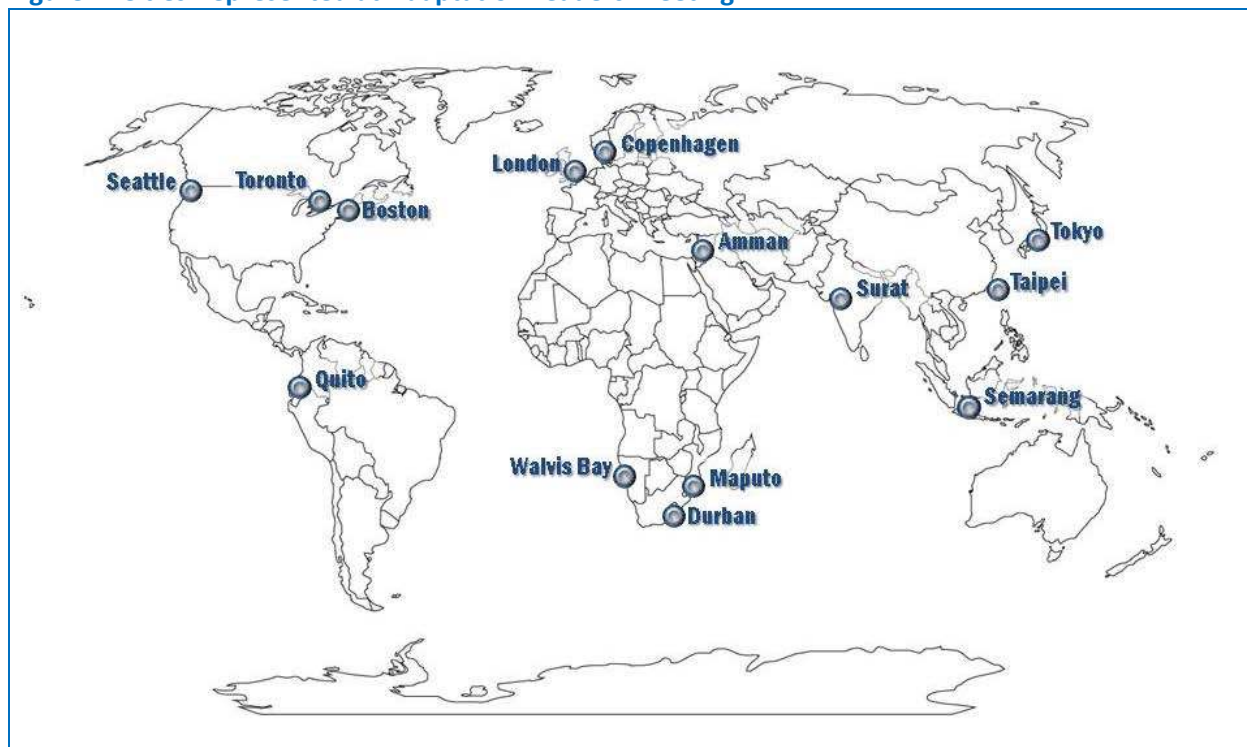 Seattle
Toronto
Boston
London
Copenhagen
Amman
Tokyo
Taipei
Surat
Quito
Semarang
Walvis Bay
Maputo
Durban